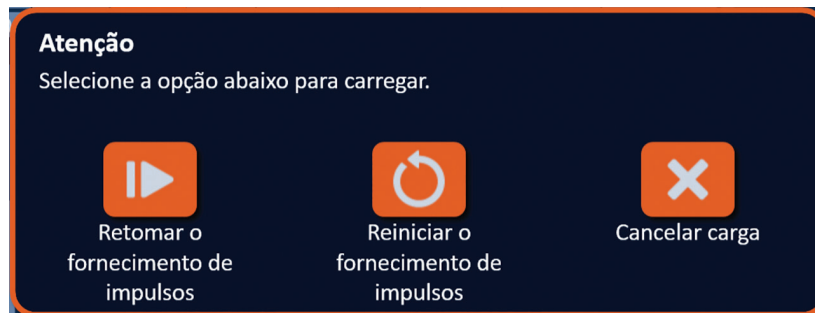 Atenção
Selecione a opção abaixo para carregar.
Retomar o
fornecimento de
impulsos
Reiniciar o
fornecimento de
impulsos
Cancelar carga